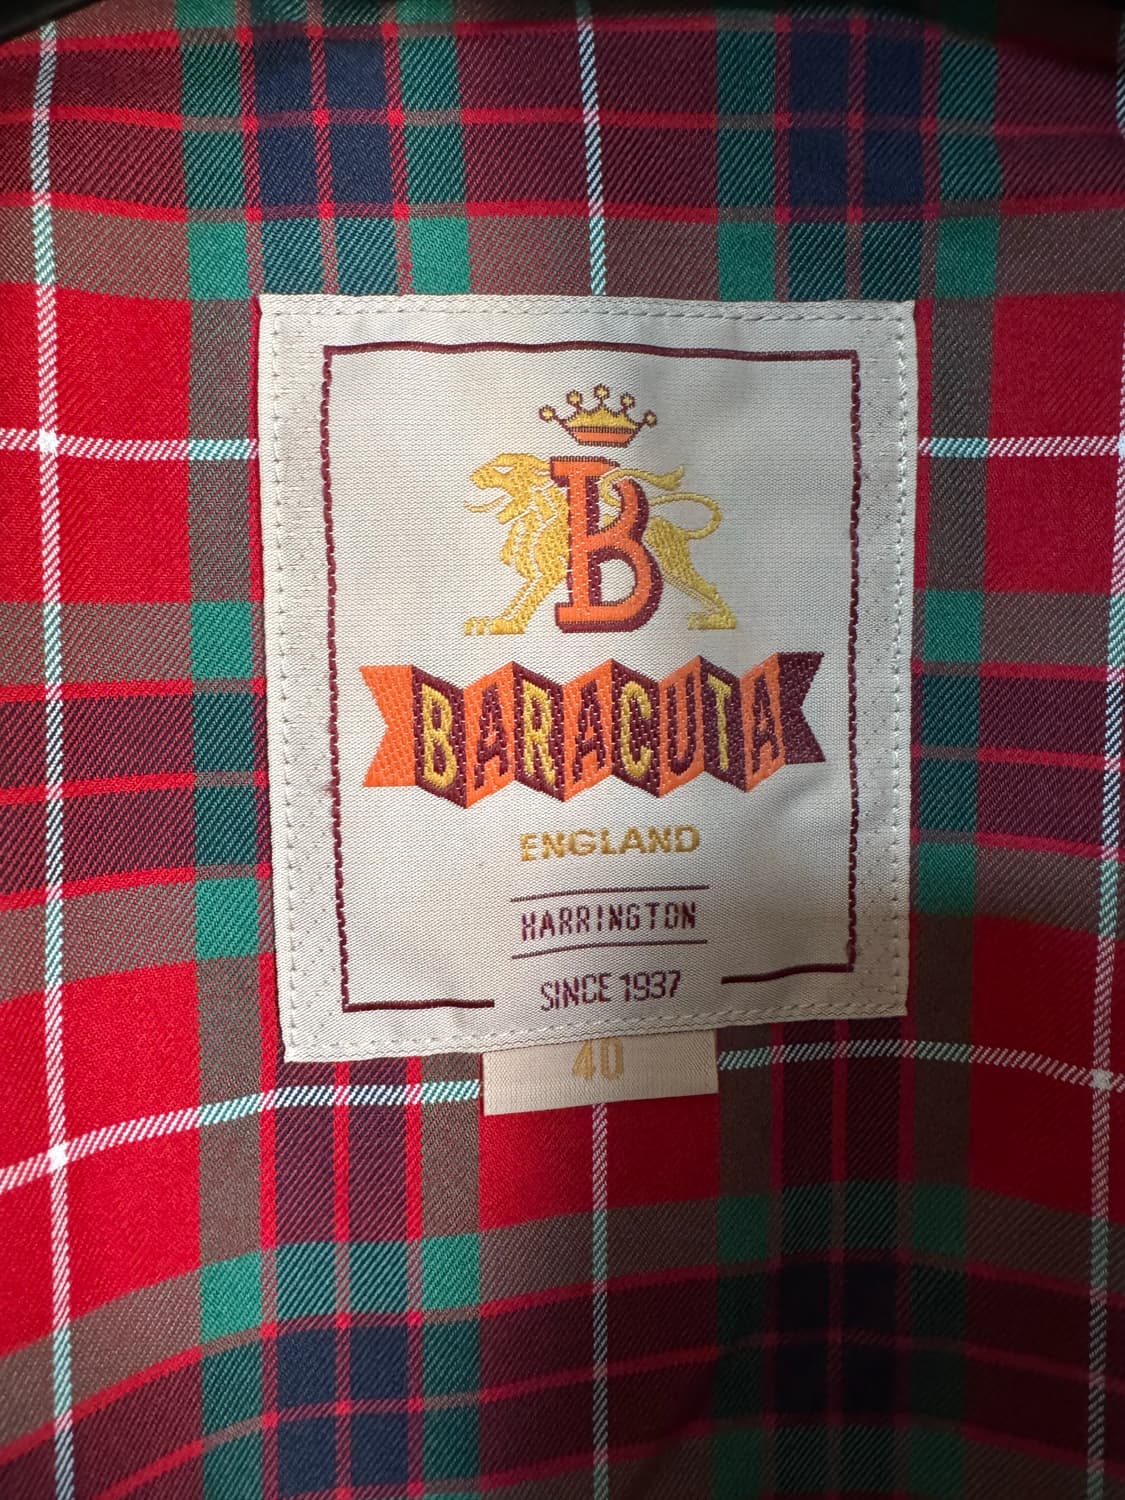 B
BARACUTA
ENGLAND
HARRINGTON
SINCE 1937
40